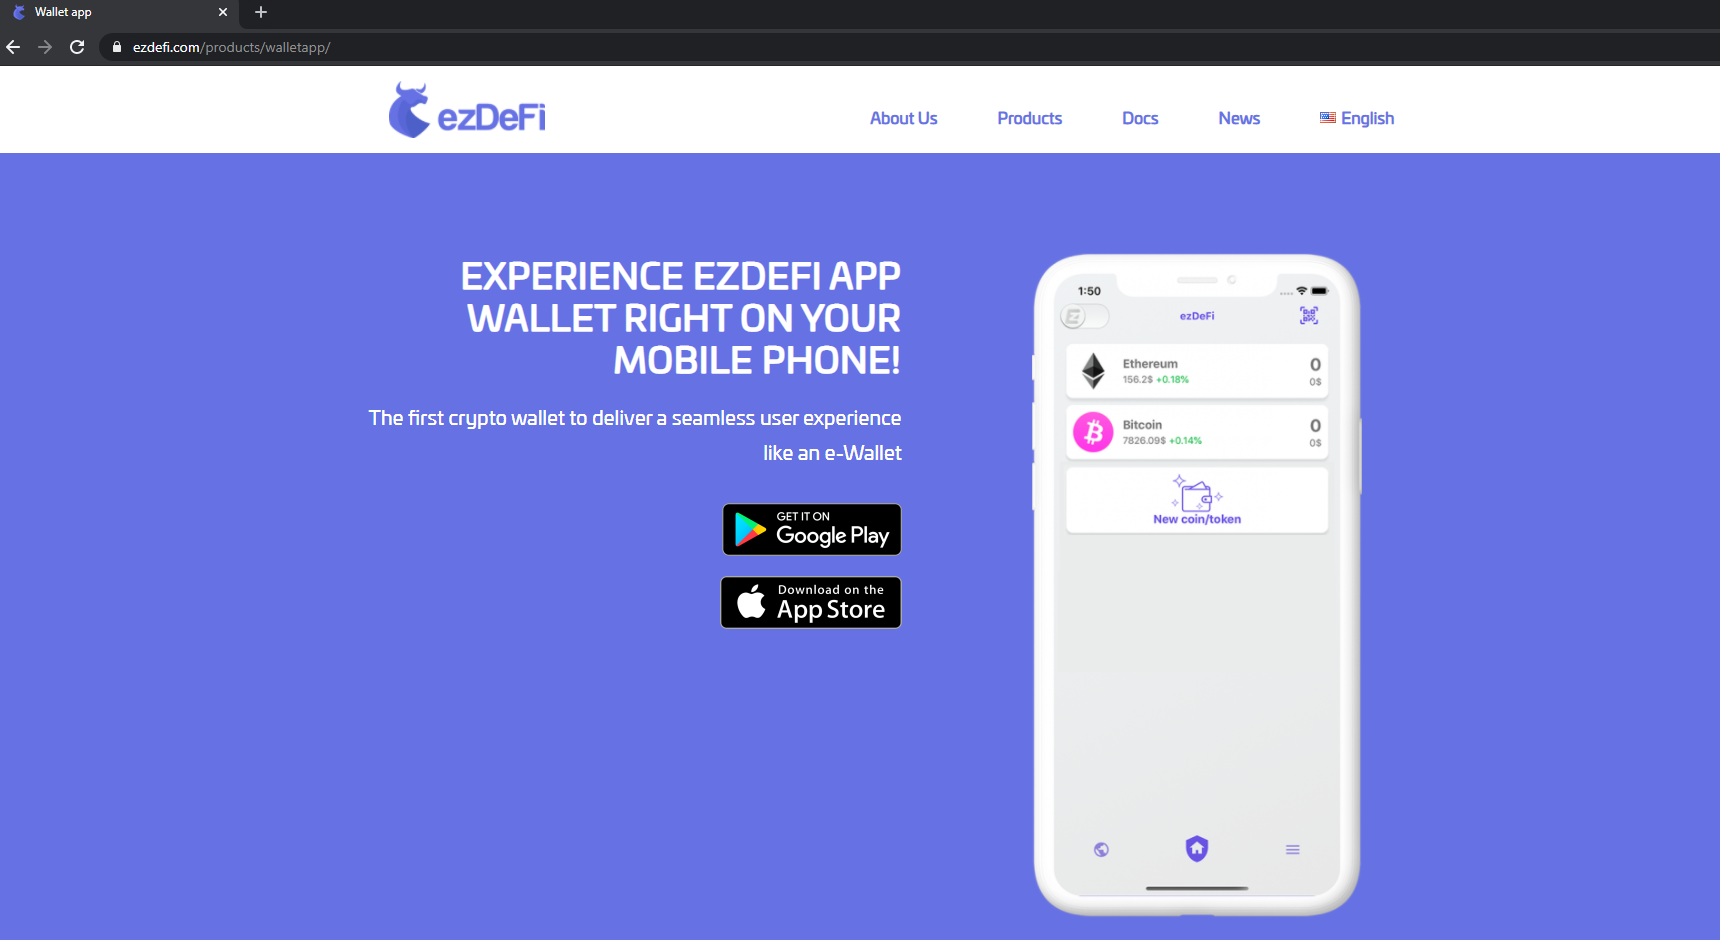 Wallet app
ezdefi.com/products/walletapp/
ezDeFi
About Us
Products
Docs
News
English
EXPERIENCE EZDEFI APP
WALLET RIGHT ON YOUR
MOBILE PHONE!
The first crypto wallet to deliver a seamless user experience
like an e-Wallet
GET IT ON
Google Play
Download on the
App Store
1:50
ezDeFi
Ethereum
0
156.2$ +0.18%
0$
Bitcoin
0
7826.09$ +0.14%
0$
New coin/token